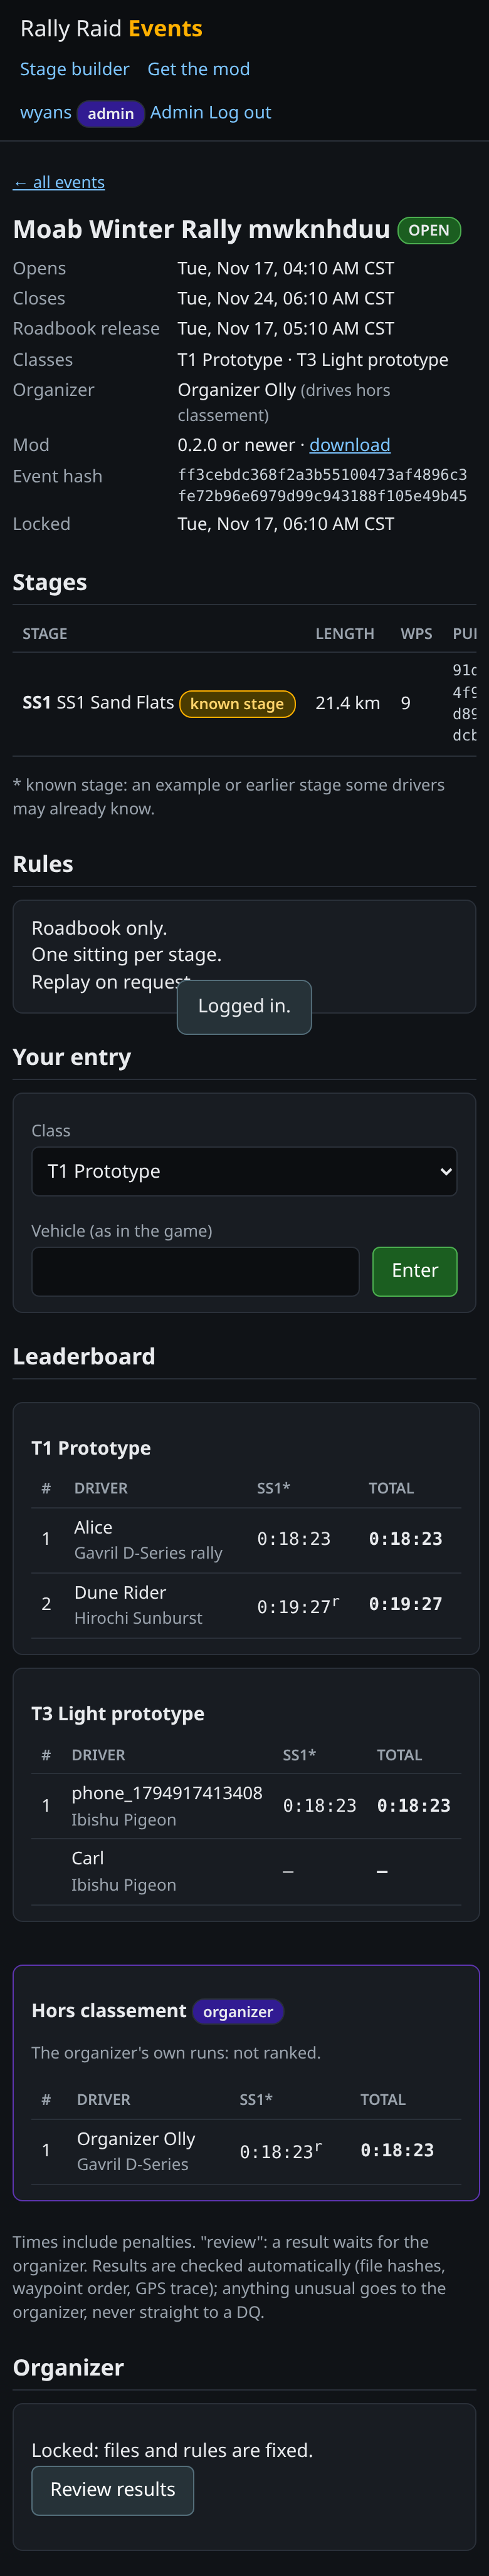 Rally Raid Events
Stage builder Get the mod
wyans admin Admin Log out
← all events
Moab Winter Rally mwknhduu OPEN
Opens Tue, Nov 17, 04:10 AM CST
Closes Tue, Nov 24, 06:10 AM CST
Roadbook release Tue, Nov 17, 05:10 AM CST
Classes T1 Prototype · T3 Light prototype
Organizer Organizer Olly (drives hors
classement)
Mod 0.2.0 or newer · download
Event hash ff3cebdc368f2a3b55100473af4896c3
fe72b96e6979d99c943188f105e49b45
Locked Tue, Nov 17, 06:10 AM CST
Stages
STAGE LENGTH WPS
SS1 SS1 Sand Flats known stage 21.4 km 9
* known stage: an example or earlier stage some drivers
may already know.
Rules
Roadbook only.
One sitting per stage.
Replay on request
Logged in.
Your entry
Class
T1 Prototype
Vehicle (as in the game)
Enter
Leaderboard
T1 Prototype
# DRIVER SS1* TOTAL
1 Alice 0:18:23 0:18:23
Gavril D-Series rally
2 Dune Rider 0:19:27r 0:19:27
Hirochi Sunburst
T3 Light prototype
# DRIVER SS1* TOTAL
1 phone_1794917413408 0:18:23 0:18:23
Ibishu Pigeon
Carl – –
Ibishu Pigeon
Hors classement organizer
The organizer's own runs: not ranked.
# DRIVER SS1* TOTAL
1 Organizer Olly 0:18:23r 0:18:23
Gavril D-Series
Times include penalties. "review": a result waits for the
organizer. Results are checked automatically (file hashes,
waypoint order, GPS trace); anything unusual goes to the
organizer, never straight to a DQ.
Organizer
Locked: files and rules are fixed.
Review results